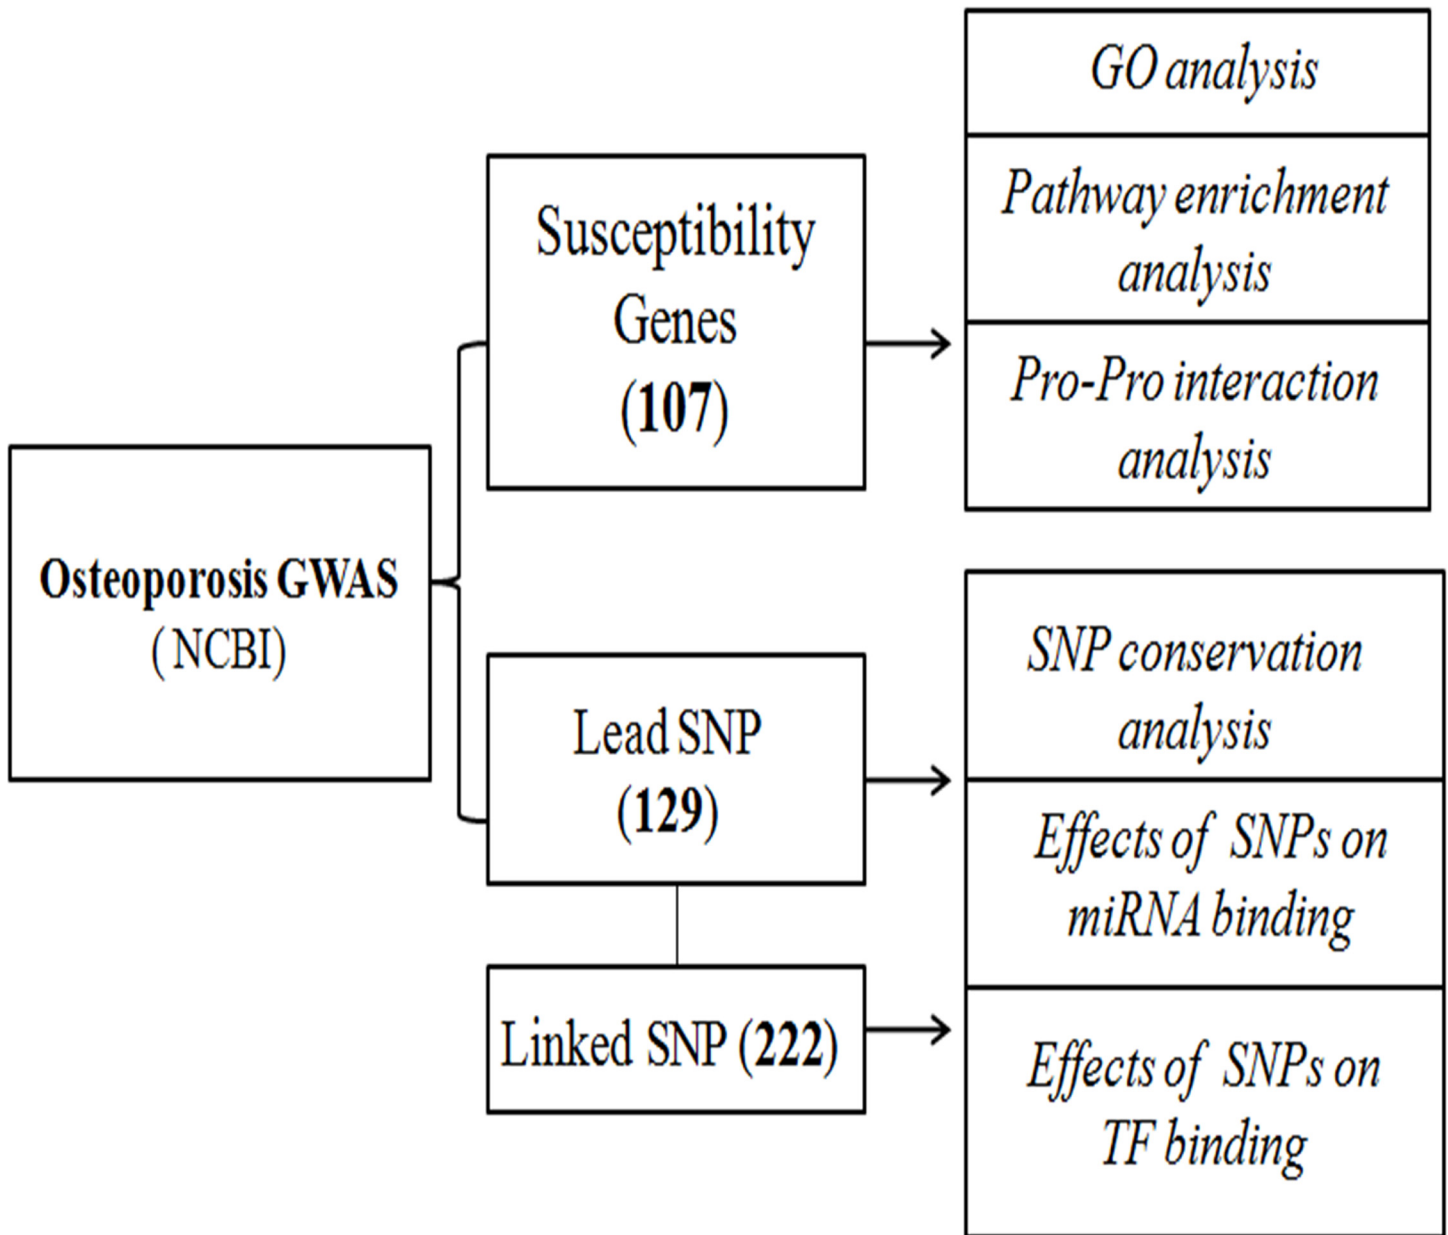 Osteoporosis GWAS
( NCBI)
Susceptibility
Genes
(107)
GO analysis
Pathway enrichment
analysis
Pro-Pro interaction
analysis
Lead SNP
(129)
Linked SNP (222)
SNP conservation
analysis
Effects of SNPs on
miRNA binding
Effects of SNPs on
TF binding